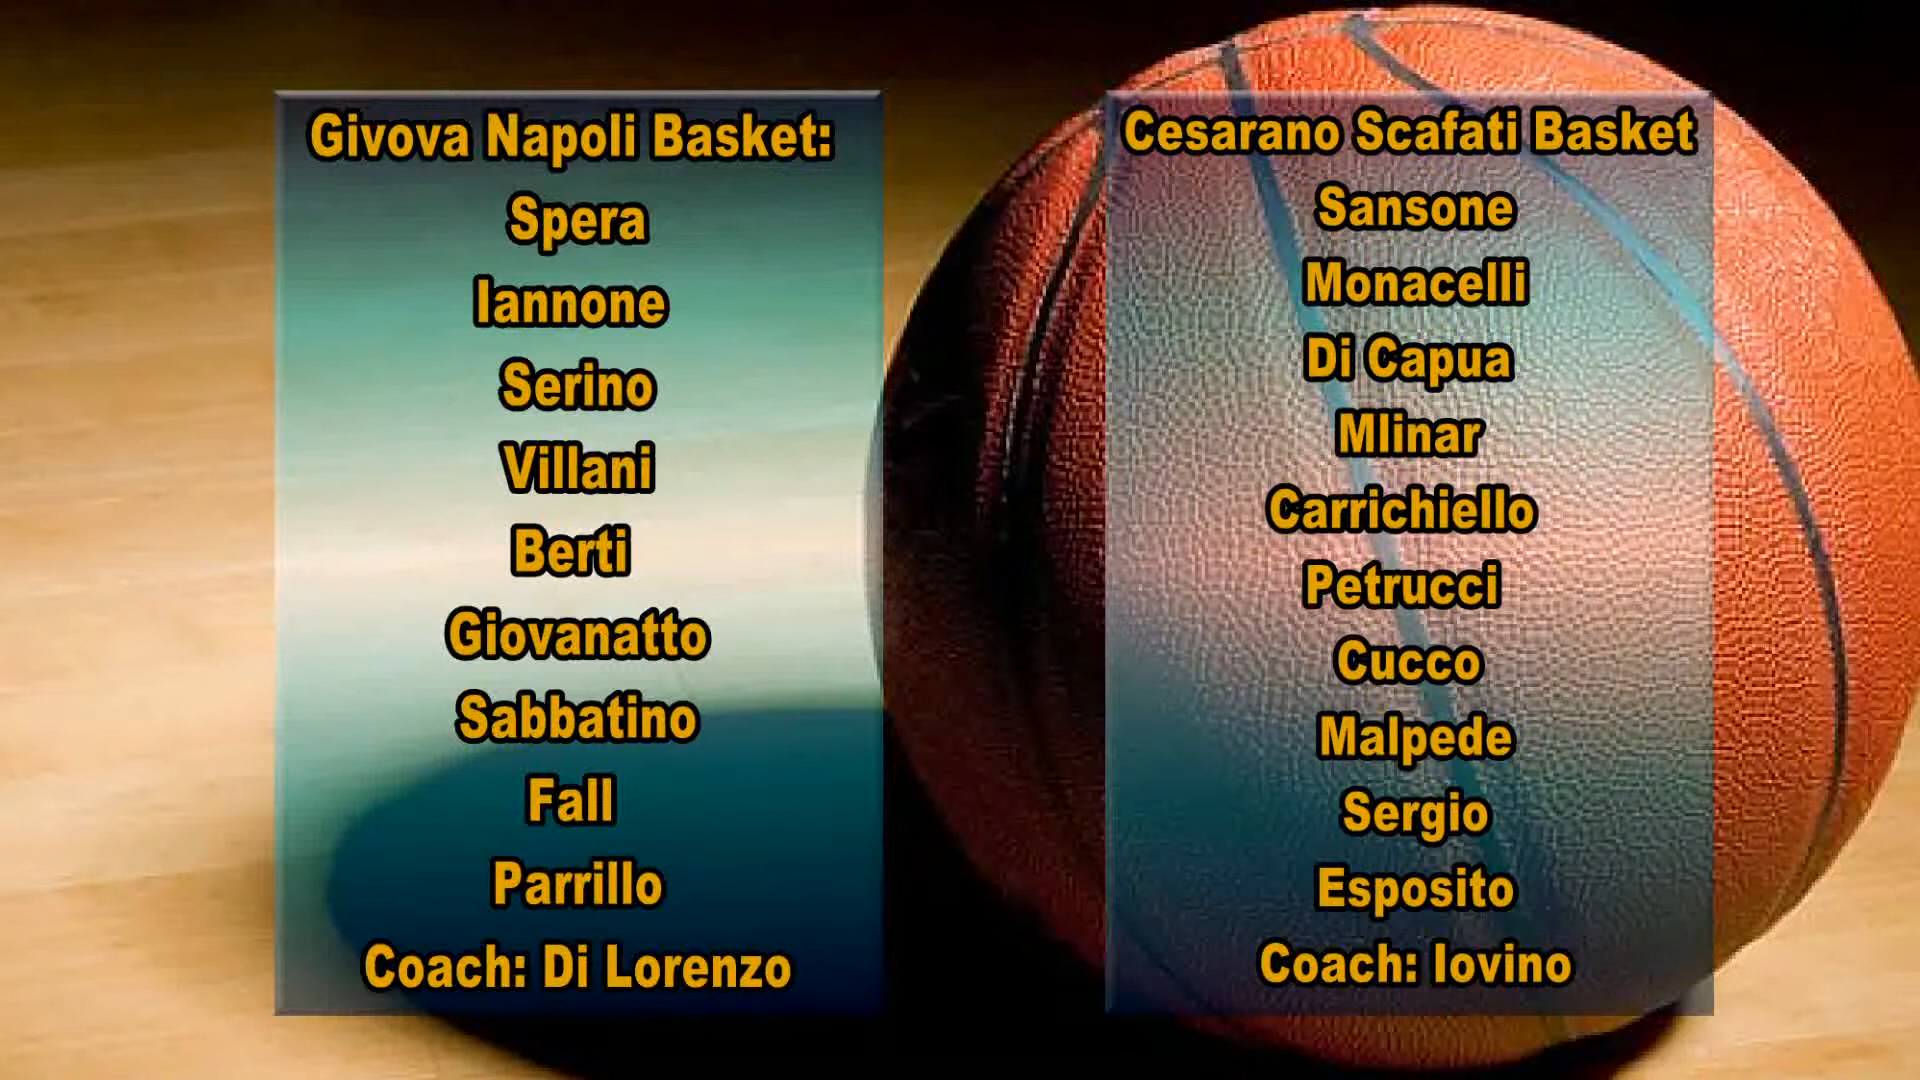 Givova Napoli Basket:
Spera
Iannone
Serino
Villani
Berti
Giovanatto
Sabbatino
Fall
Parrillo
Coach: Di Lorenzo
Cesarano Scafati Basket
Sansone
Monacelli
Di Capua
Mlinar
Carrichiello
Petrucci
Cucco
Malpede
Sergio
Esposito
Coach: Iovino